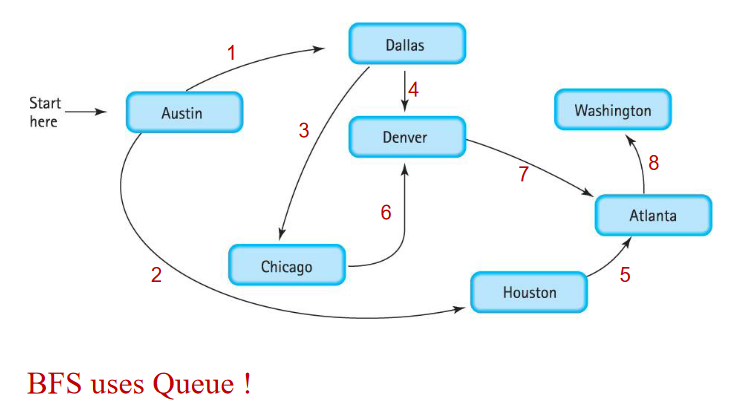 Dallas
1
4
Start
here
Austin
Washington
3
Denver
8
7
6
Atlanta
Chicago
2
5
Houston
BFS uses Queue !